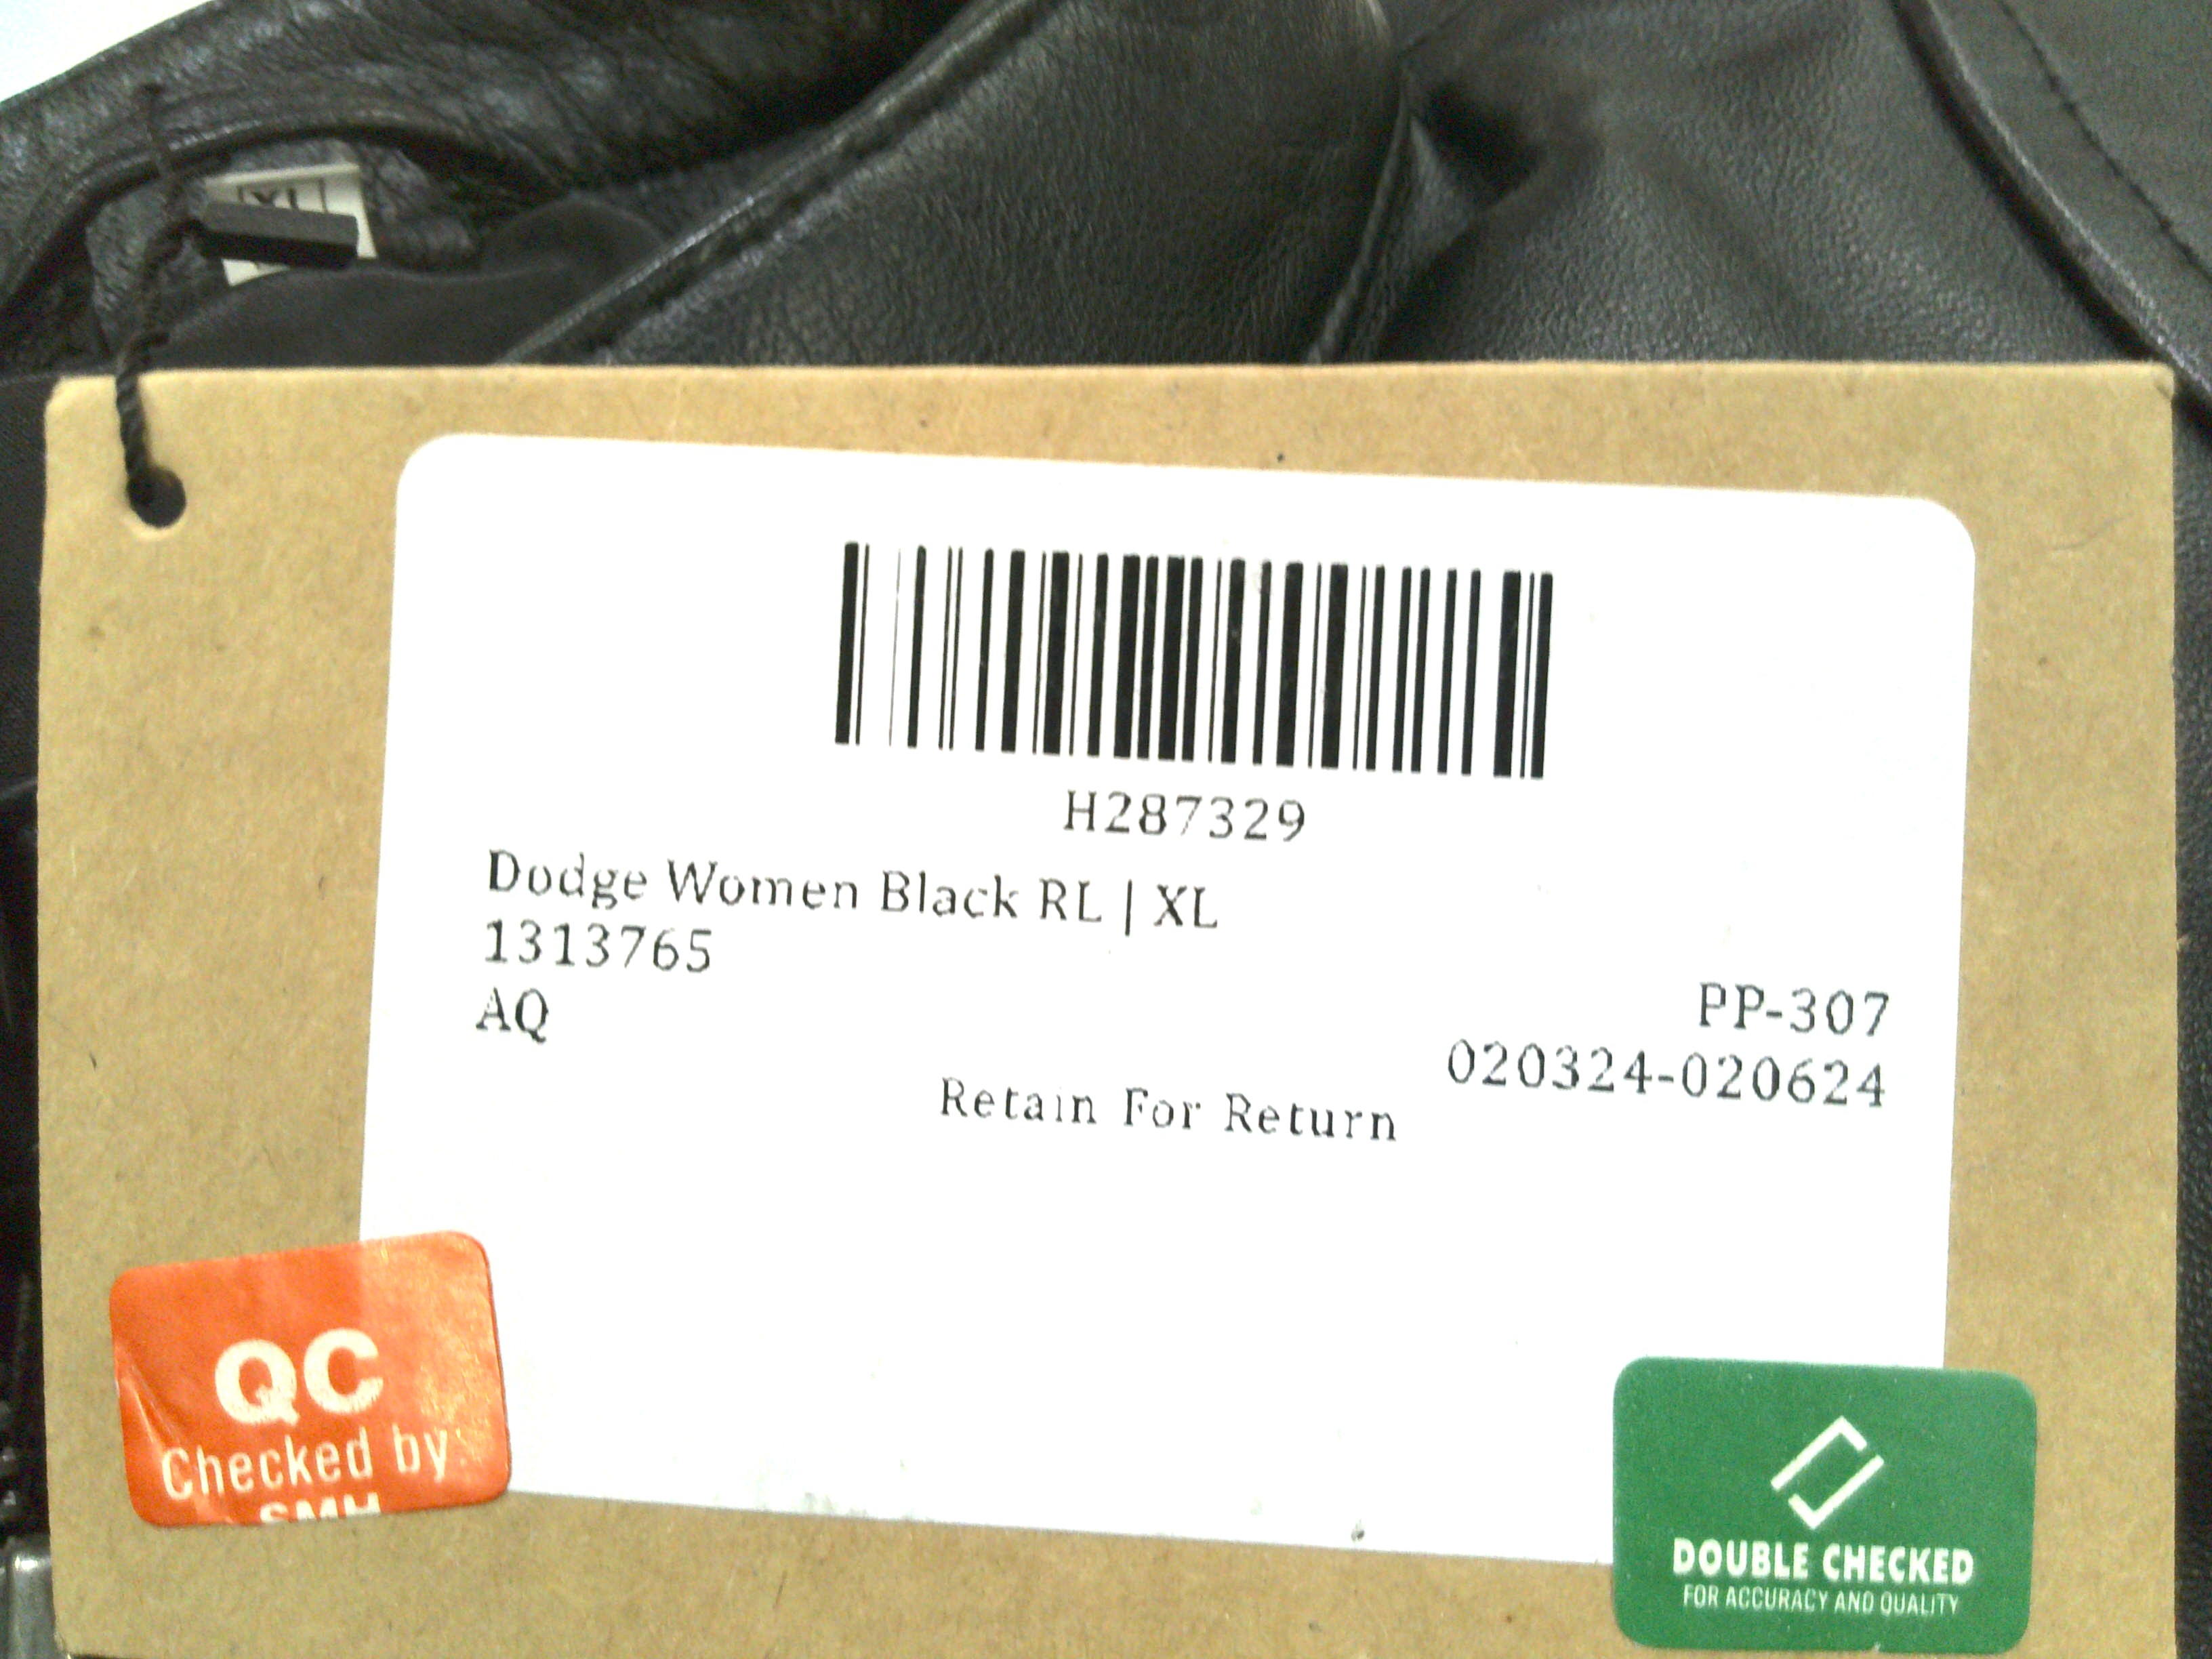 XL
H287329
Dodge Women Black RL | XL
1313765
AQ
PP-307
020324-020624
Retain For Return
QC
Checked by:
SMH
DOUBLE CHECKED
FOR ACCURACY AND QUALITY